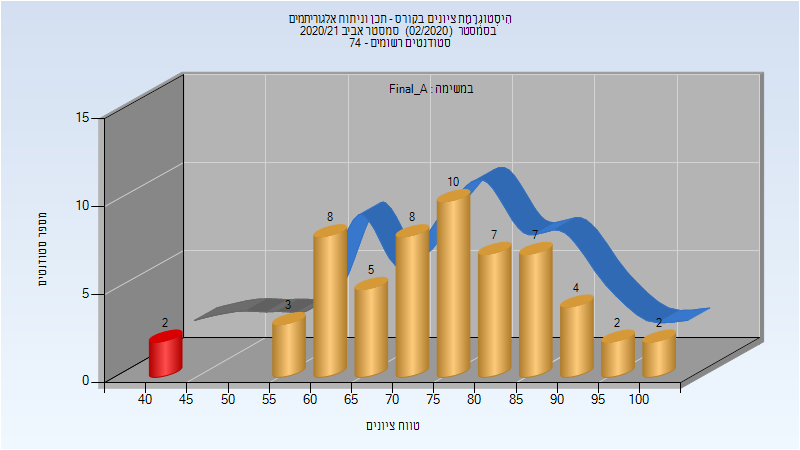 היסטוגרמת ציונים בקורס - תכן וניתוח אלגוריתמים
בסמסטר (02/2020) סמסטר אביב 2020/21
סטודנטים רשומים - 74
במשימה : Final_A
15
10
5
0
מספר סטודנטים
2
3
8
5
8
10
7
7
4
2
2
40 45 50 55 60 65 70 75 80 85 90 95 100
טווח ציונים